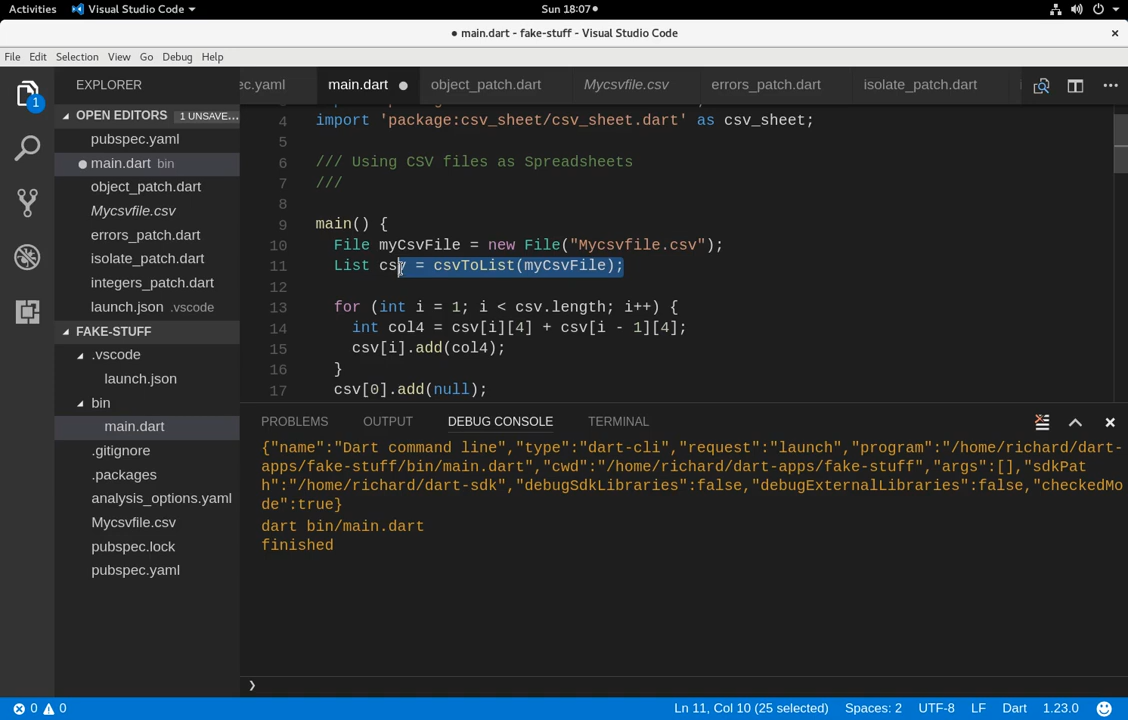 Activities Visual Studio Code Sun 18:07
main.dart - fake-stuff - Visual Studio Code
File Edit Selection View Go Debug Help
1
EXPLORER
OPEN EDITORS 1 UNSAVE...
pubspec.yaml
main.dart bin
object_patch.dart
Mycsvfile.csv
errors_patch.dart
isolate_patch.dart
integers_patch.dart
launch.json .vscode
FAKE-STUFF
.vscode
launch.json
bin
main.dart
.gitignore
.packages
analysis_options.yaml
Mycsvfile.csv
pubspec.lock
pubspec.yaml
ec.yaml main.dart object_patch.dart Mycsvfile.csv errors_patch.dart isolate_patch.dart
4 import 'package:csv_sheet/csv_sheet.dart' as csv_sheet;
5
6 /// Using CSV files as Spreadsheets
7 ///
8
9 main() {
10 File myCsvFile = new File("Mycsvfile.csv");
11 List csv = csvToList(myCsvFile);
12
13 for (int i = 1; i < csv.length; i++) {
14 int col4 = csv[i][4] + csv[i - 1][4];
15 csv[i].add(col4);
16 }
17 csv[0].add(null);
PROBLEMS OUTPUT DEBUG CONSOLE TERMINAL
{"name":"Dart command line","type":"dart-cli","request":"launch","program":"/home/richard/dart-
apps/fake-stuff/bin/main.dart","cwd":"/home/richard/dart-apps/fake-stuff","args":[],"sdkPat
h":"/home/richard/dart-sdk","debugSdkLibraries":false,"debugExternalLibraries":false,"checkedMo
de":true}
dart bin/main.dart
finished
❯
0 0 Ln 11, Col 10 (25 selected) Spaces: 2 UTF-8 LF Dart 1.23.0